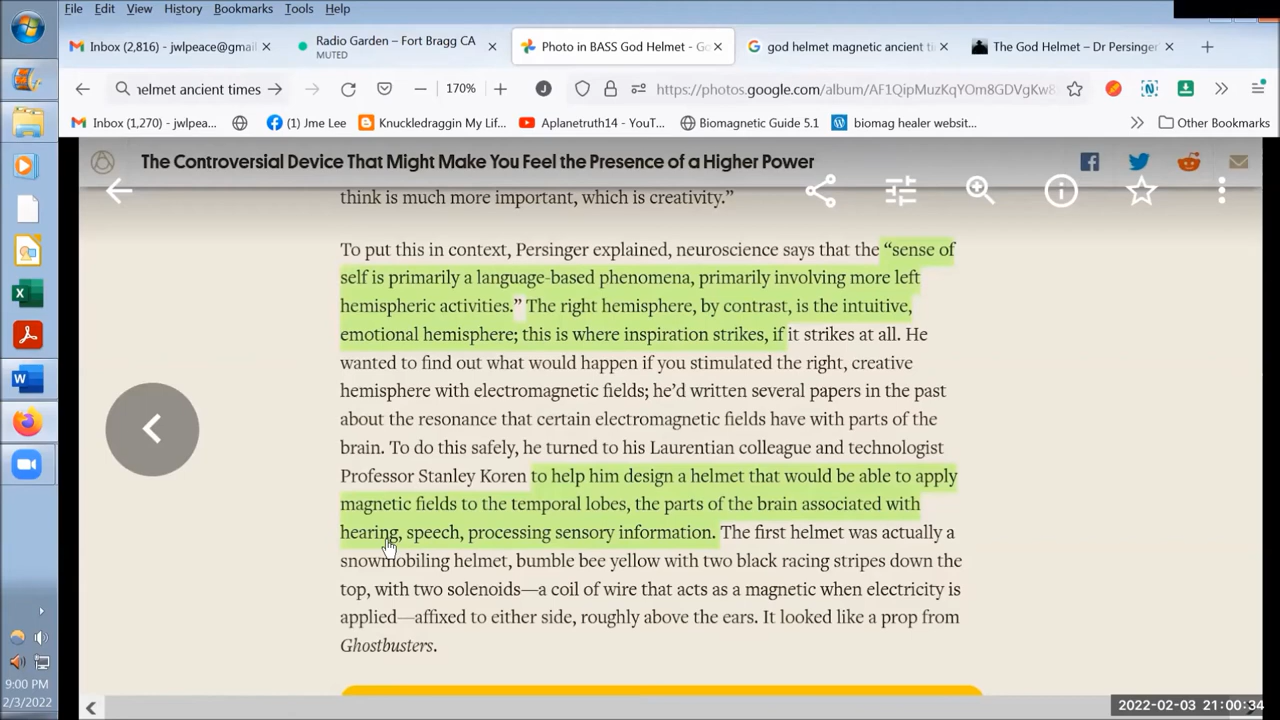 File Edit View History Bookmarks Tools Help
Inbox (2,816) – jwlpeace@gmail
Radio Garden – Fort Bragg CA
MUTED
Photo in BASS God Helmet - Go
god helmet magnetic ancient ti
The God Helmet – Dr Persinger
elmet ancient times
170%
https://photos.google.com/album/AF1QipMuzKqYOm8GDVgKw8
Inbox (1,270) – jwlpea...
(1) Jme Lee
Knuckledraggin My Lif...
Aplanetruth14 - YouT...
Biomagnetic Guide 5.1
biomag healer websit...
Other Bookmarks
The Controversial Device That Might Make You Feel the Presence of a Higher Power
think is much more important, which is creativity.”
To put this in context, Persinger explained, neuroscience says that the “sense of
self is primarily a language-based phenomena, primarily involving more left
hemispheric activities.” The right hemisphere, by contrast, is the intuitive,
emotional hemisphere; this is where inspiration strikes, if it strikes at all. He
wanted to find out what would happen if you stimulated the right, creative
hemisphere with electromagnetic fields; he’d written several papers in the past
about the resonance that certain electromagnetic fields have with parts of the
brain. To do this safely, he turned to his Laurentian colleague and technologist
Professor Stanley Koren to help him design a helmet that would be able to apply
magnetic fields to the temporal lobes, the parts of the brain associated with
hearing, speech, processing sensory information. The first helmet was actually a
snowmobiling helmet, bumble bee yellow with two black racing stripes down the
top, with two solenoids—a coil of wire that acts as a magnetic when electricity is
applied—affixed to either side, roughly above the ears. It looked like a prop from
Ghostbusters.
9:00 PM
2/3/2022
2022-02-03 21:00:34